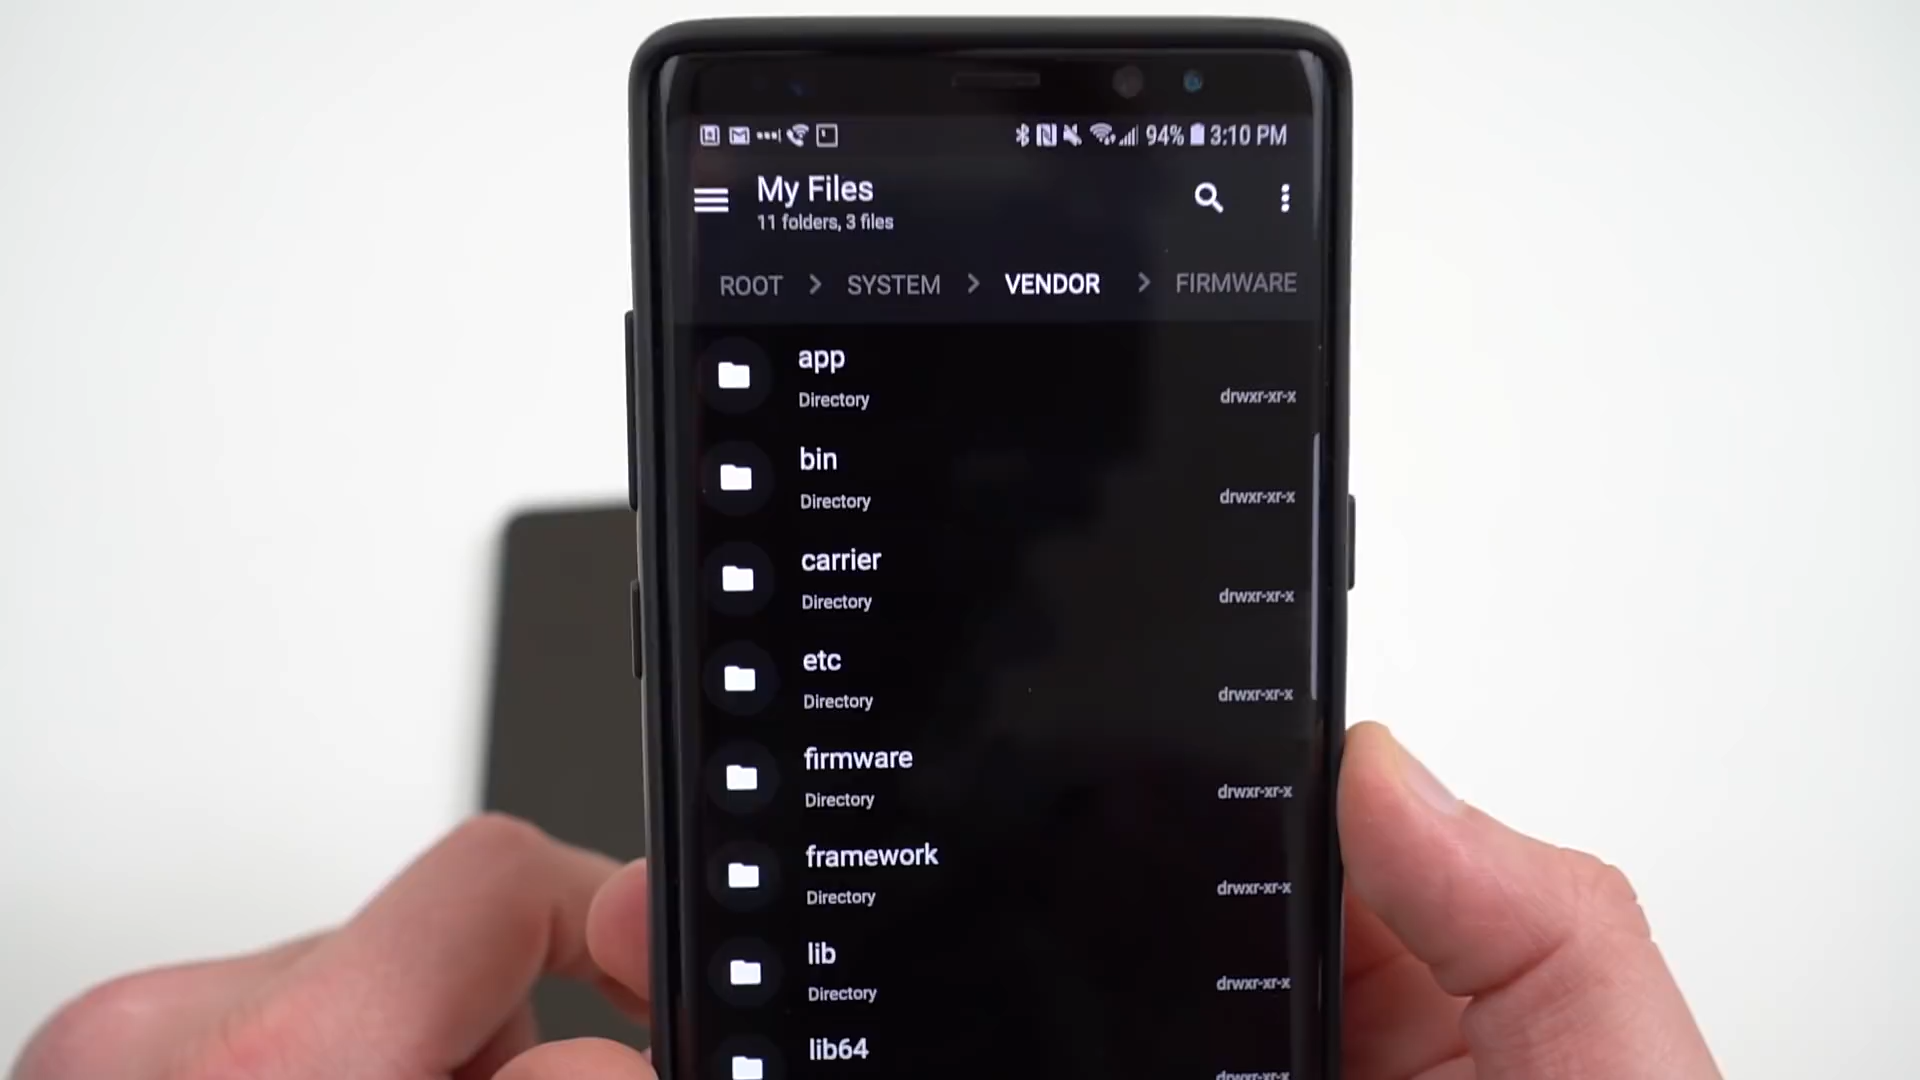 94% 3:10 PM
My Files
11 folders, 3 files
ROOT > SYSTEM > VENDOR > FIRMWARE
app
Directory
drwxr-xr-x
bin
Directory
drwxr-xr-x
carrier
Directory
drwxr-xr-x
etc
Directory
drwxr-xr-x
firmware
Directory
drwxr-xr-x
framework
Directory
drwxr-xr-x
lib
Directory
drwxr-xr-x
lib64
drwxr-xr-x